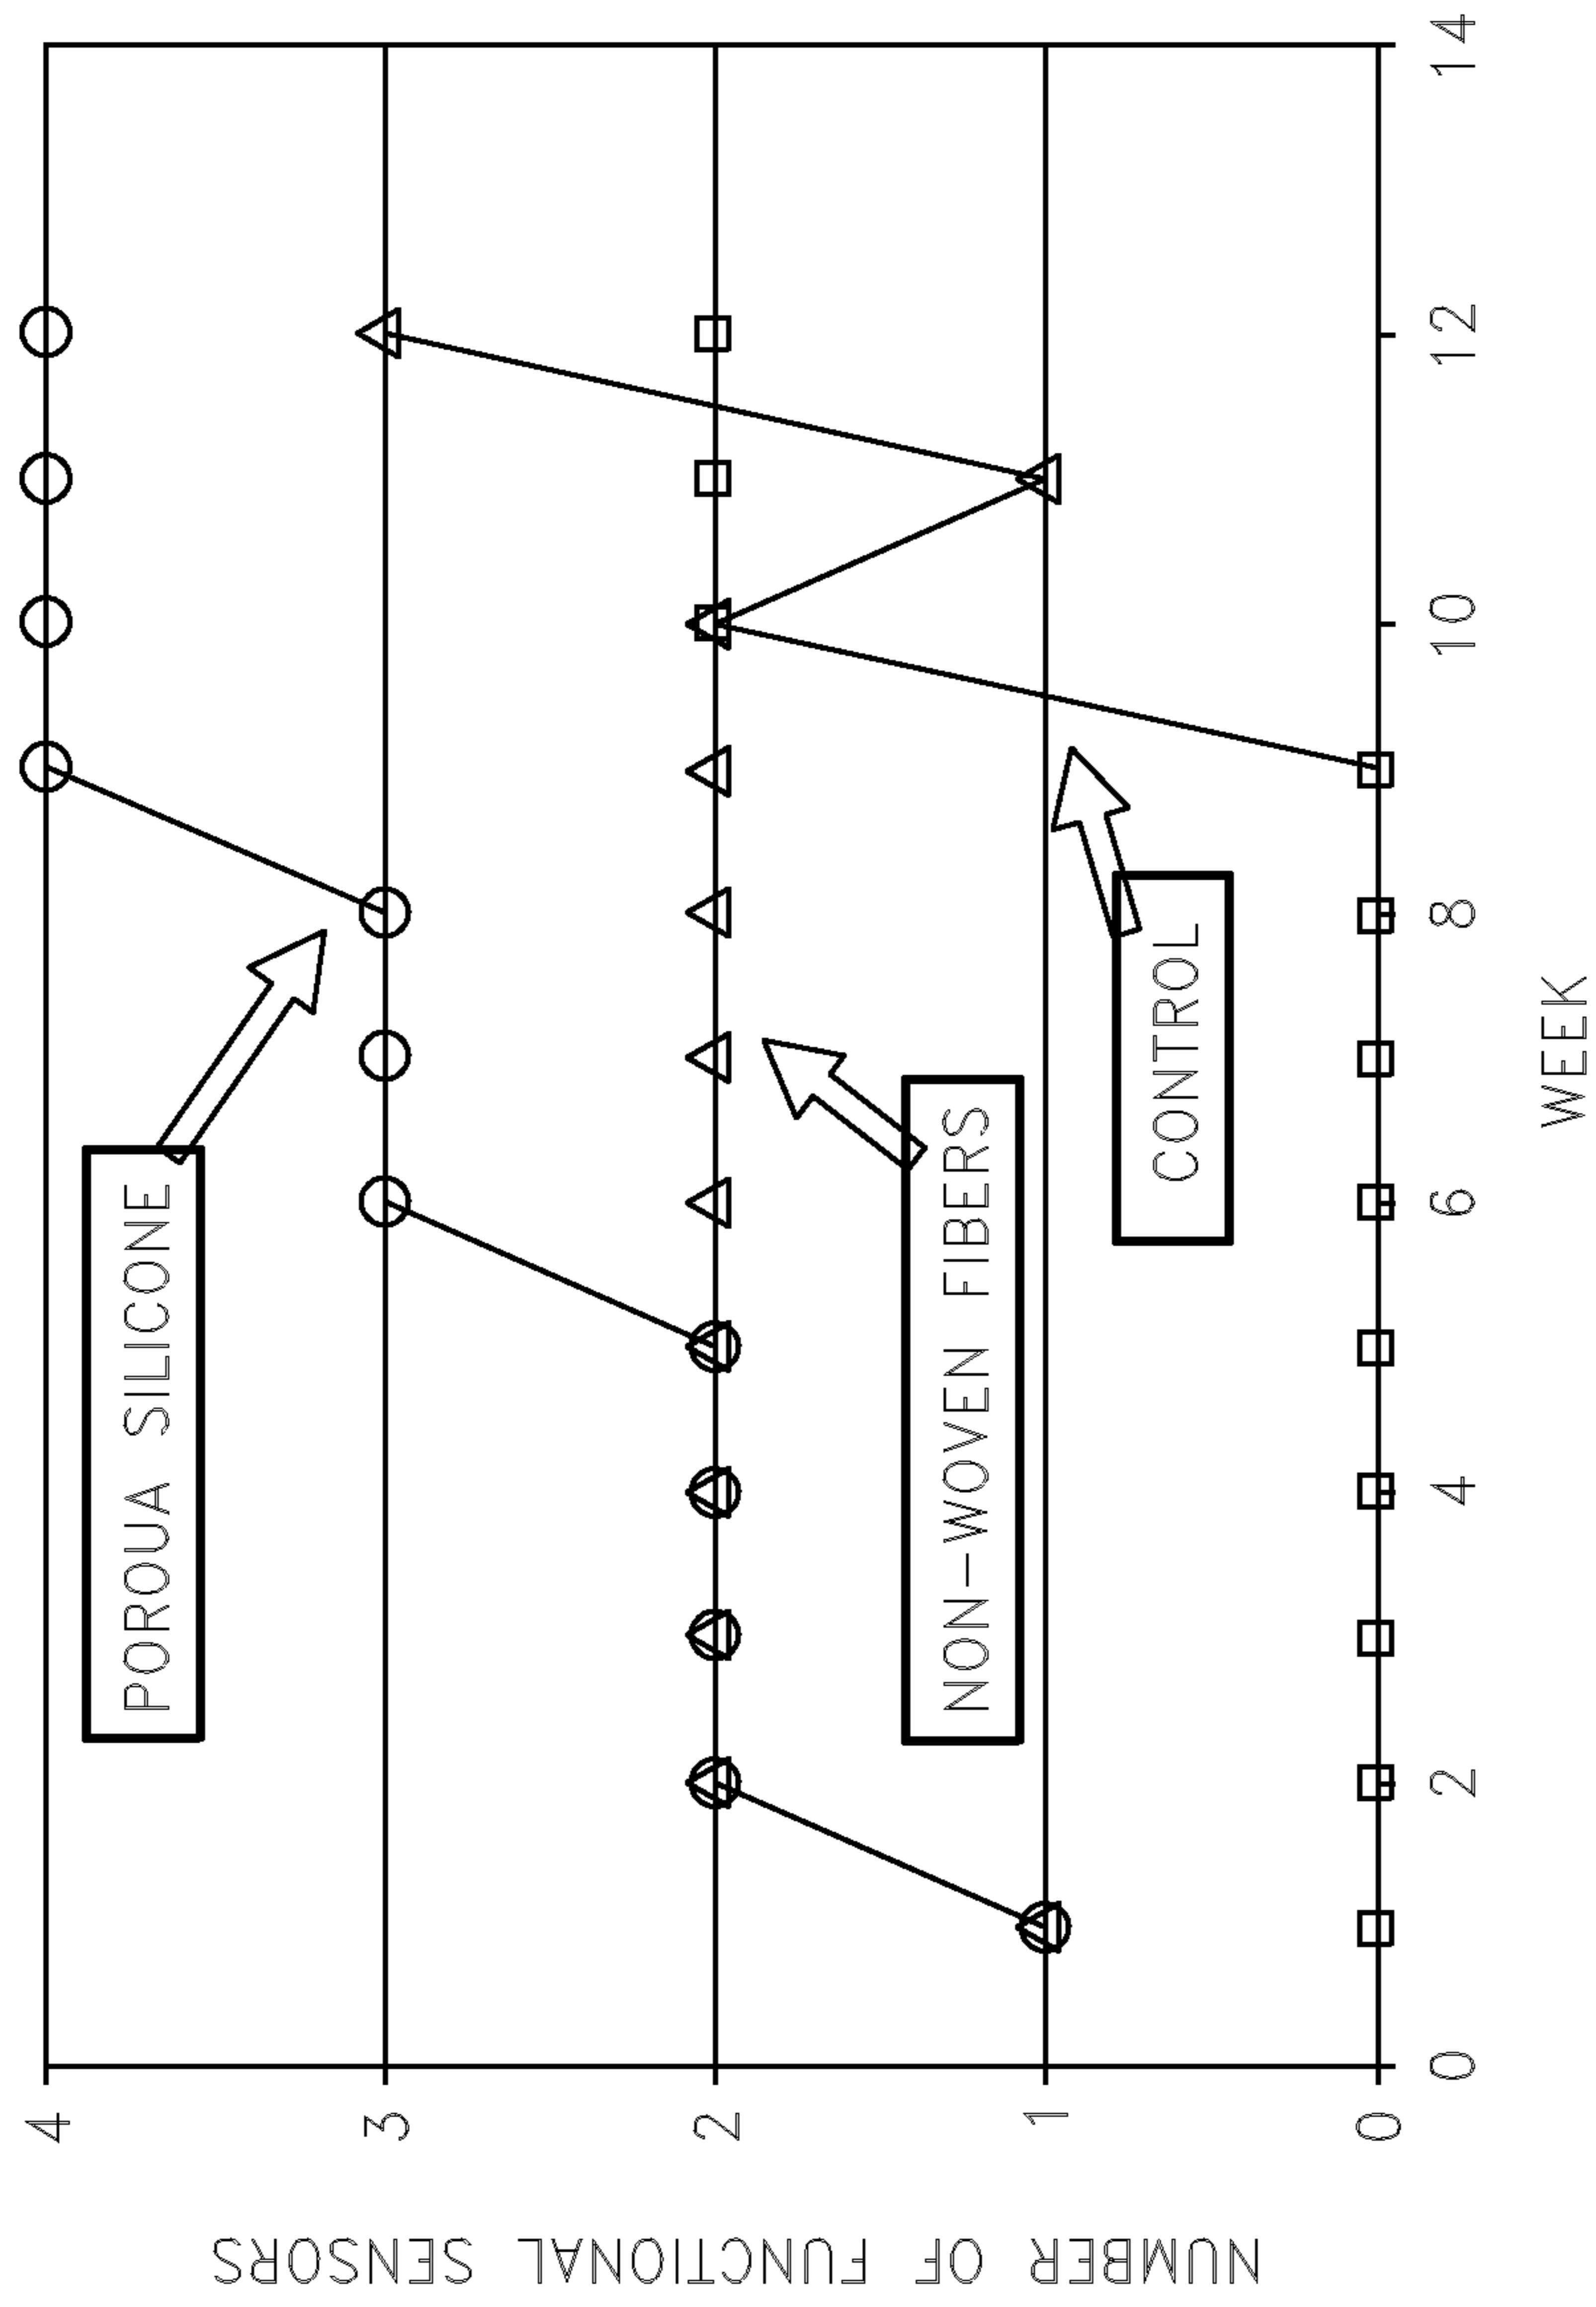 NUMBER OF FUNCTIONAL SENSORS
4
3
2
1
0
POROUA SILICONE
NON-WOVEN FIBERS
CONTROL
0
2
4
6
8
10
12
14
WEEK